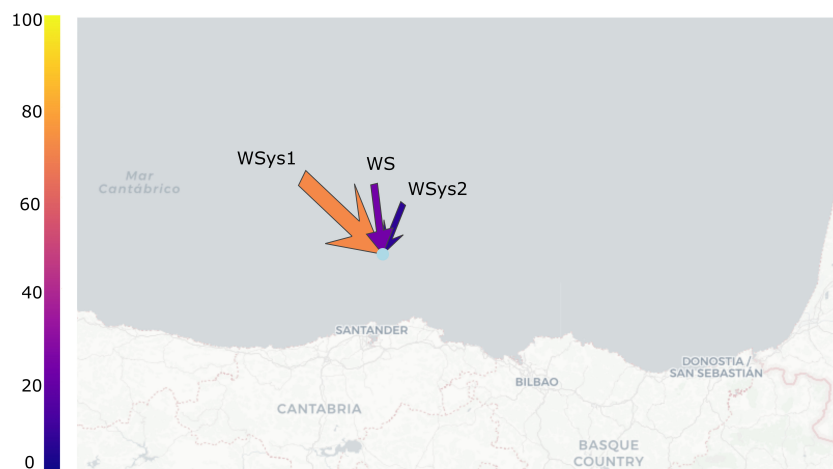 100
80
60
40
20
0
WSys1
WS
WSys2
Mar
Cantábrico
SANTANDER
BILBAO
DONOSTIA /
SAN SEBASTIÁN
CANTABRIA
BASQUE
COUNTRY